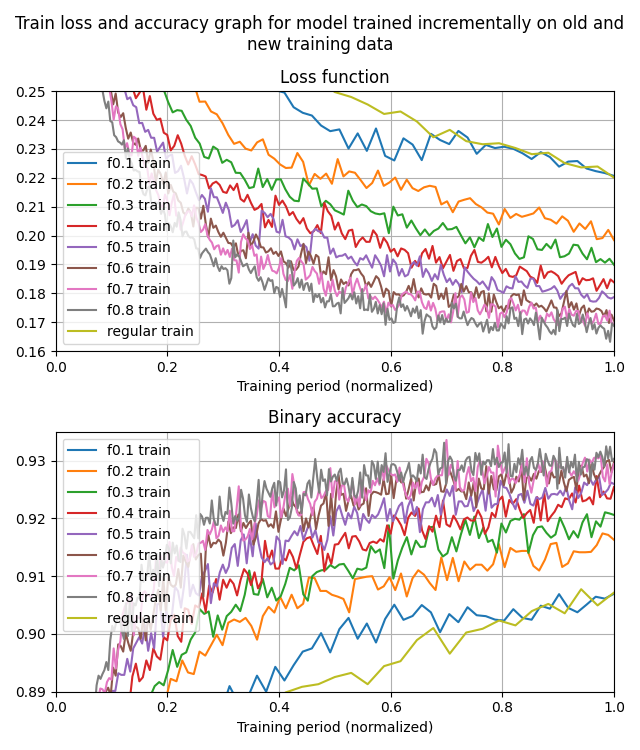 Train loss and accuracy graph for model trained incrementally on old and
new training data
Loss function
0.25
0.24
0.23
0.22
0.21
0.20
0.19
0.18
0.17
0.16
f0.1 train
f0.2 train
f0.3 train
f0.4 train
f0.5 train
f0.6 train
f0.7 train
f0.8 train
regular train
0.0 0.2 0.4 0.6 0.8 1.0
Training period (normalized)
Binary accuracy
0.93
0.92
0.91
0.90
0.89
f0.1 train
f0.2 train
f0.3 train
f0.4 train
f0.5 train
f0.6 train
f0.7 train
f0.8 train
regular train
0.0 0.2 0.4 0.6 0.8 1.0
Training period (normalized)